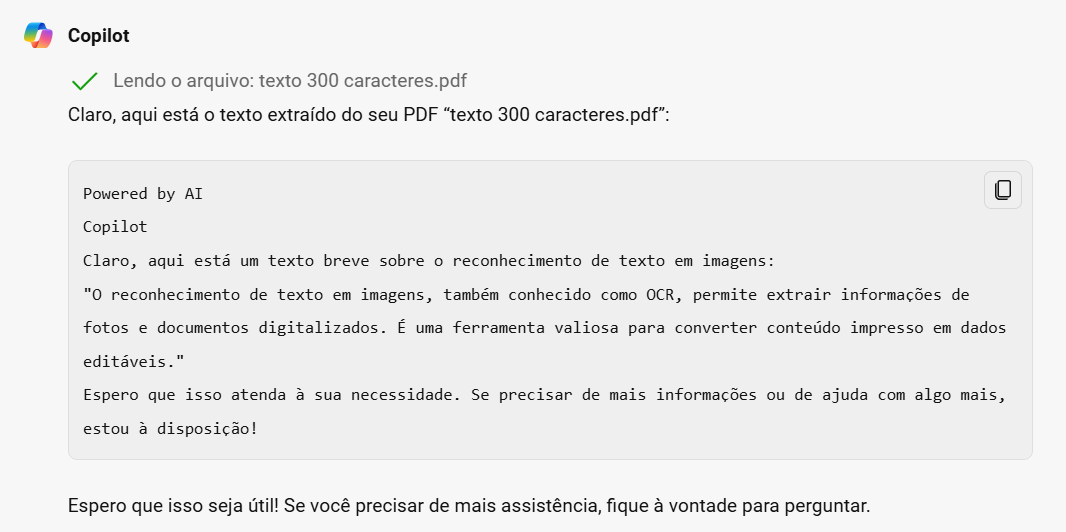 Copilot
Lendo o arquivo: texto 300 caracteres.pdf
Claro, aqui está o texto extraído do seu PDF “texto 300 caracteres.pdf”:
Powered by AI
Copilot
Claro, aqui está um texto breve sobre o reconhecimento de texto em imagens:
"O reconhecimento de texto em imagens, também conhecido como OCR, permite extrair informações de
fotos e documentos digitalizados. É uma ferramenta valiosa para converter conteúdo impresso em dados
editáveis."
Espero que isso atenda à sua necessidade. Se precisar de mais informações ou de ajuda com algo mais,
estou à disposição!
Espero que isso seja útil! Se você precisar de mais assistência, fique à vontade para perguntar.